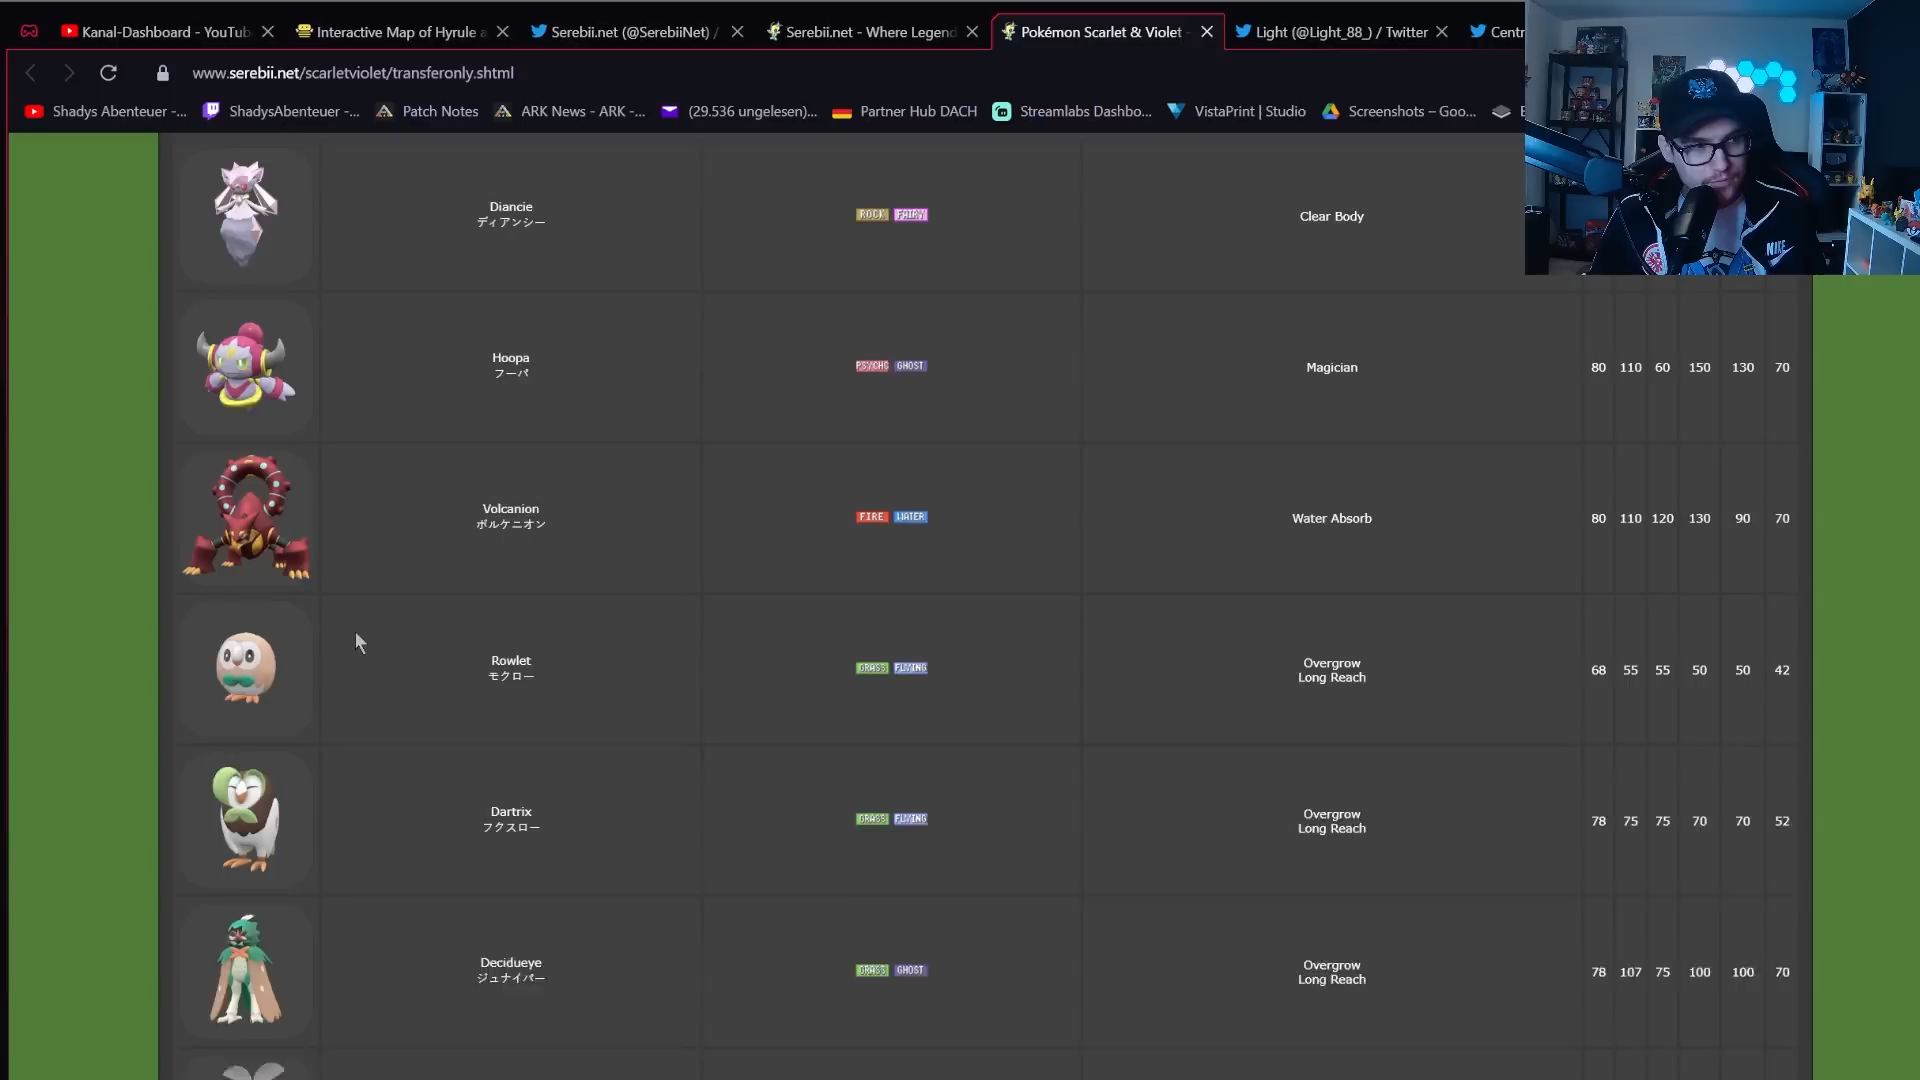 Kanal-Dashboard - YouTub
Interactive Map of Hyrule a
Serebii.net (@SerebiiNet) /
Serebii.net - Where Legend
Pokémon Scarlet & Violet -
Light (@Light_88_) / Twitter
Centr
www.serebii.net/scarletviolet/transferonly.shtml
Shadys Abenteuer -...
ShadysAbenteuer -...
Patch Notes
ARK News - ARK -...
(29.536 ungelesen)...
Partner Hub DACH
Streamlabs Dashbo...
VistaPrint | Studio
Screenshots – Goo...
Diancie
ディアンシー
ROCK FAIRY
Clear Body
Hoopa
フーパ
PSYCHC GHOST
Magician
80 110 60 150 130 70
Volcanion
ボルケニオン
FIRE WATER
Water Absorb
80 110 120 130 90 70
Rowlet
モクロー
GRASS FLYING
Overgrow
Long Reach
68 55 55 50 50 42
Dartrix
フクスロー
GRASS FLYING
Overgrow
Long Reach
78 75 75 70 70 52
Decidueye
ジュナイパー
GRASS GHOST
Overgrow
Long Reach
78 107 75 100 100 70
NIKE